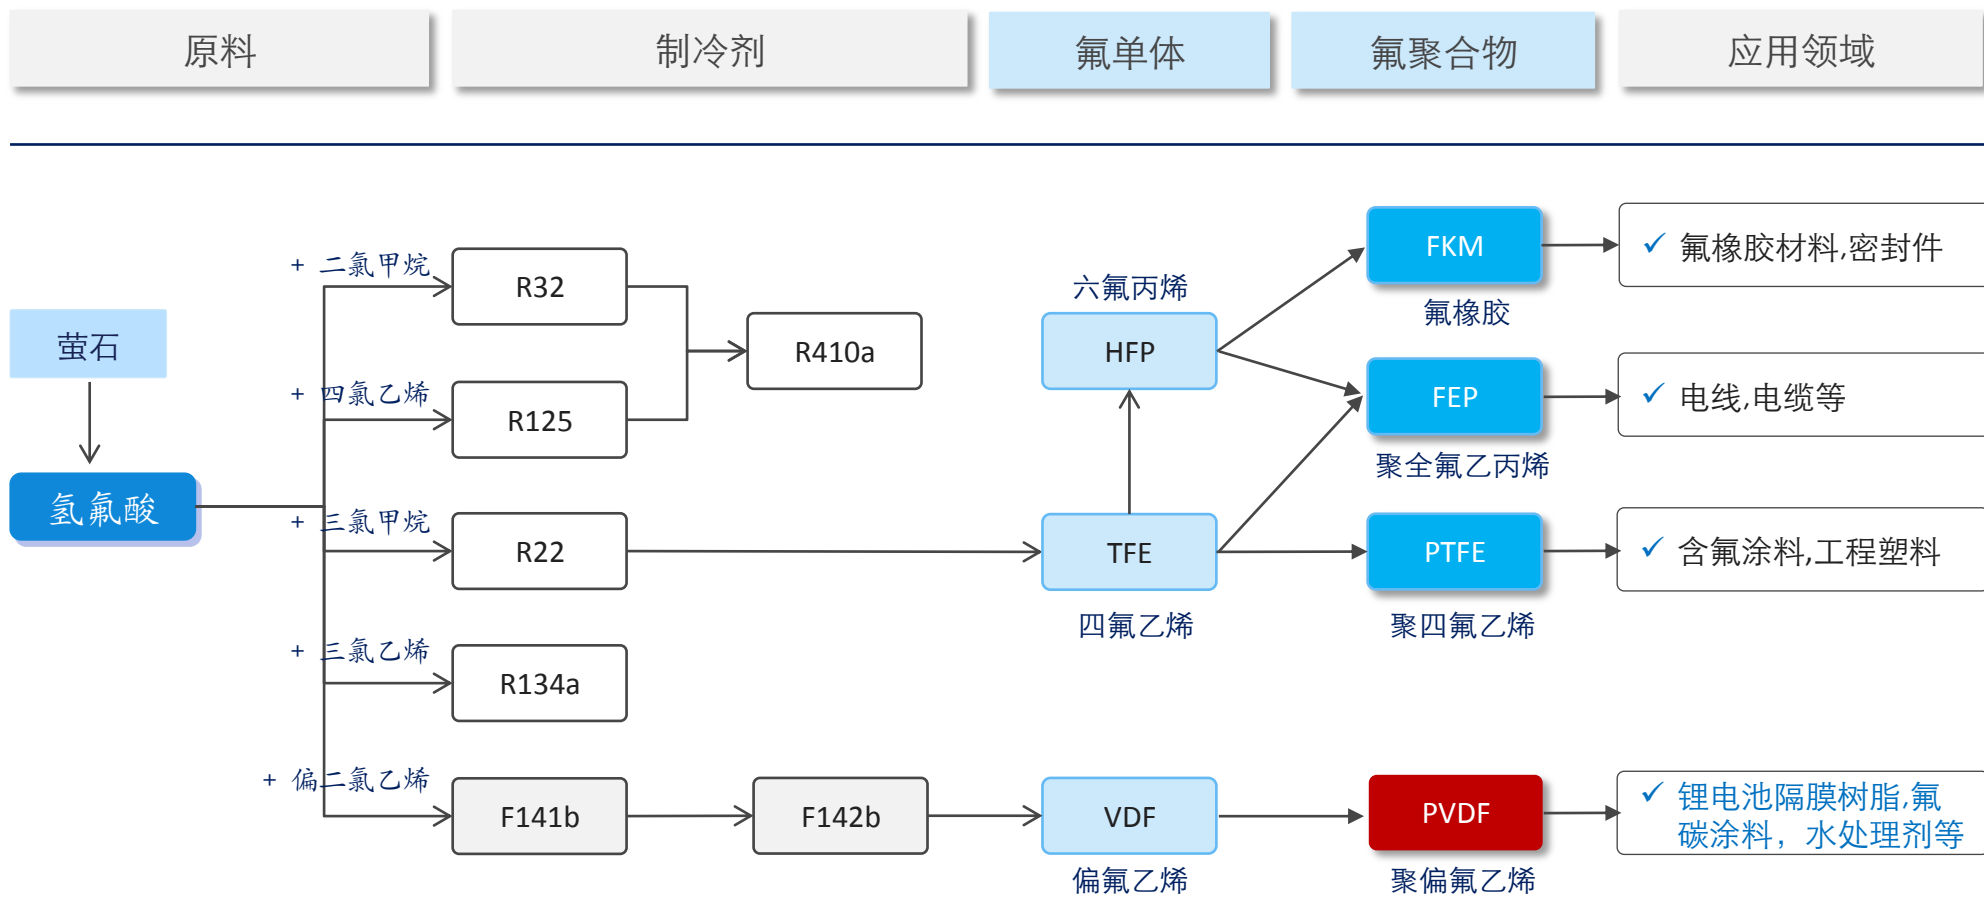 原料
制冷剂
氟单体
氟聚合物
应用领域
萤石
氢氟酸
+ 二氯甲烷
R32
+ 四氯乙烯
R125
R410a
+ 三氯甲烷
R22
+ 三氯乙烯
R134a
+ 偏二氯乙烯
F141b
F142b
六氟丙烯
HFP
TFE
四氟乙烯
VDF
偏氟乙烯
FKM
氟橡胶
FEP
聚全氟乙丙烯
PTFE
聚四氟乙烯
PVDF
聚偏氟乙烯
✓ 氟橡胶材料,密封件
✓ 电线,电缆等
✓ 含氟涂料,工程塑料
✓ 锂电池隔膜树脂,氟
碳涂料，水处理剂等